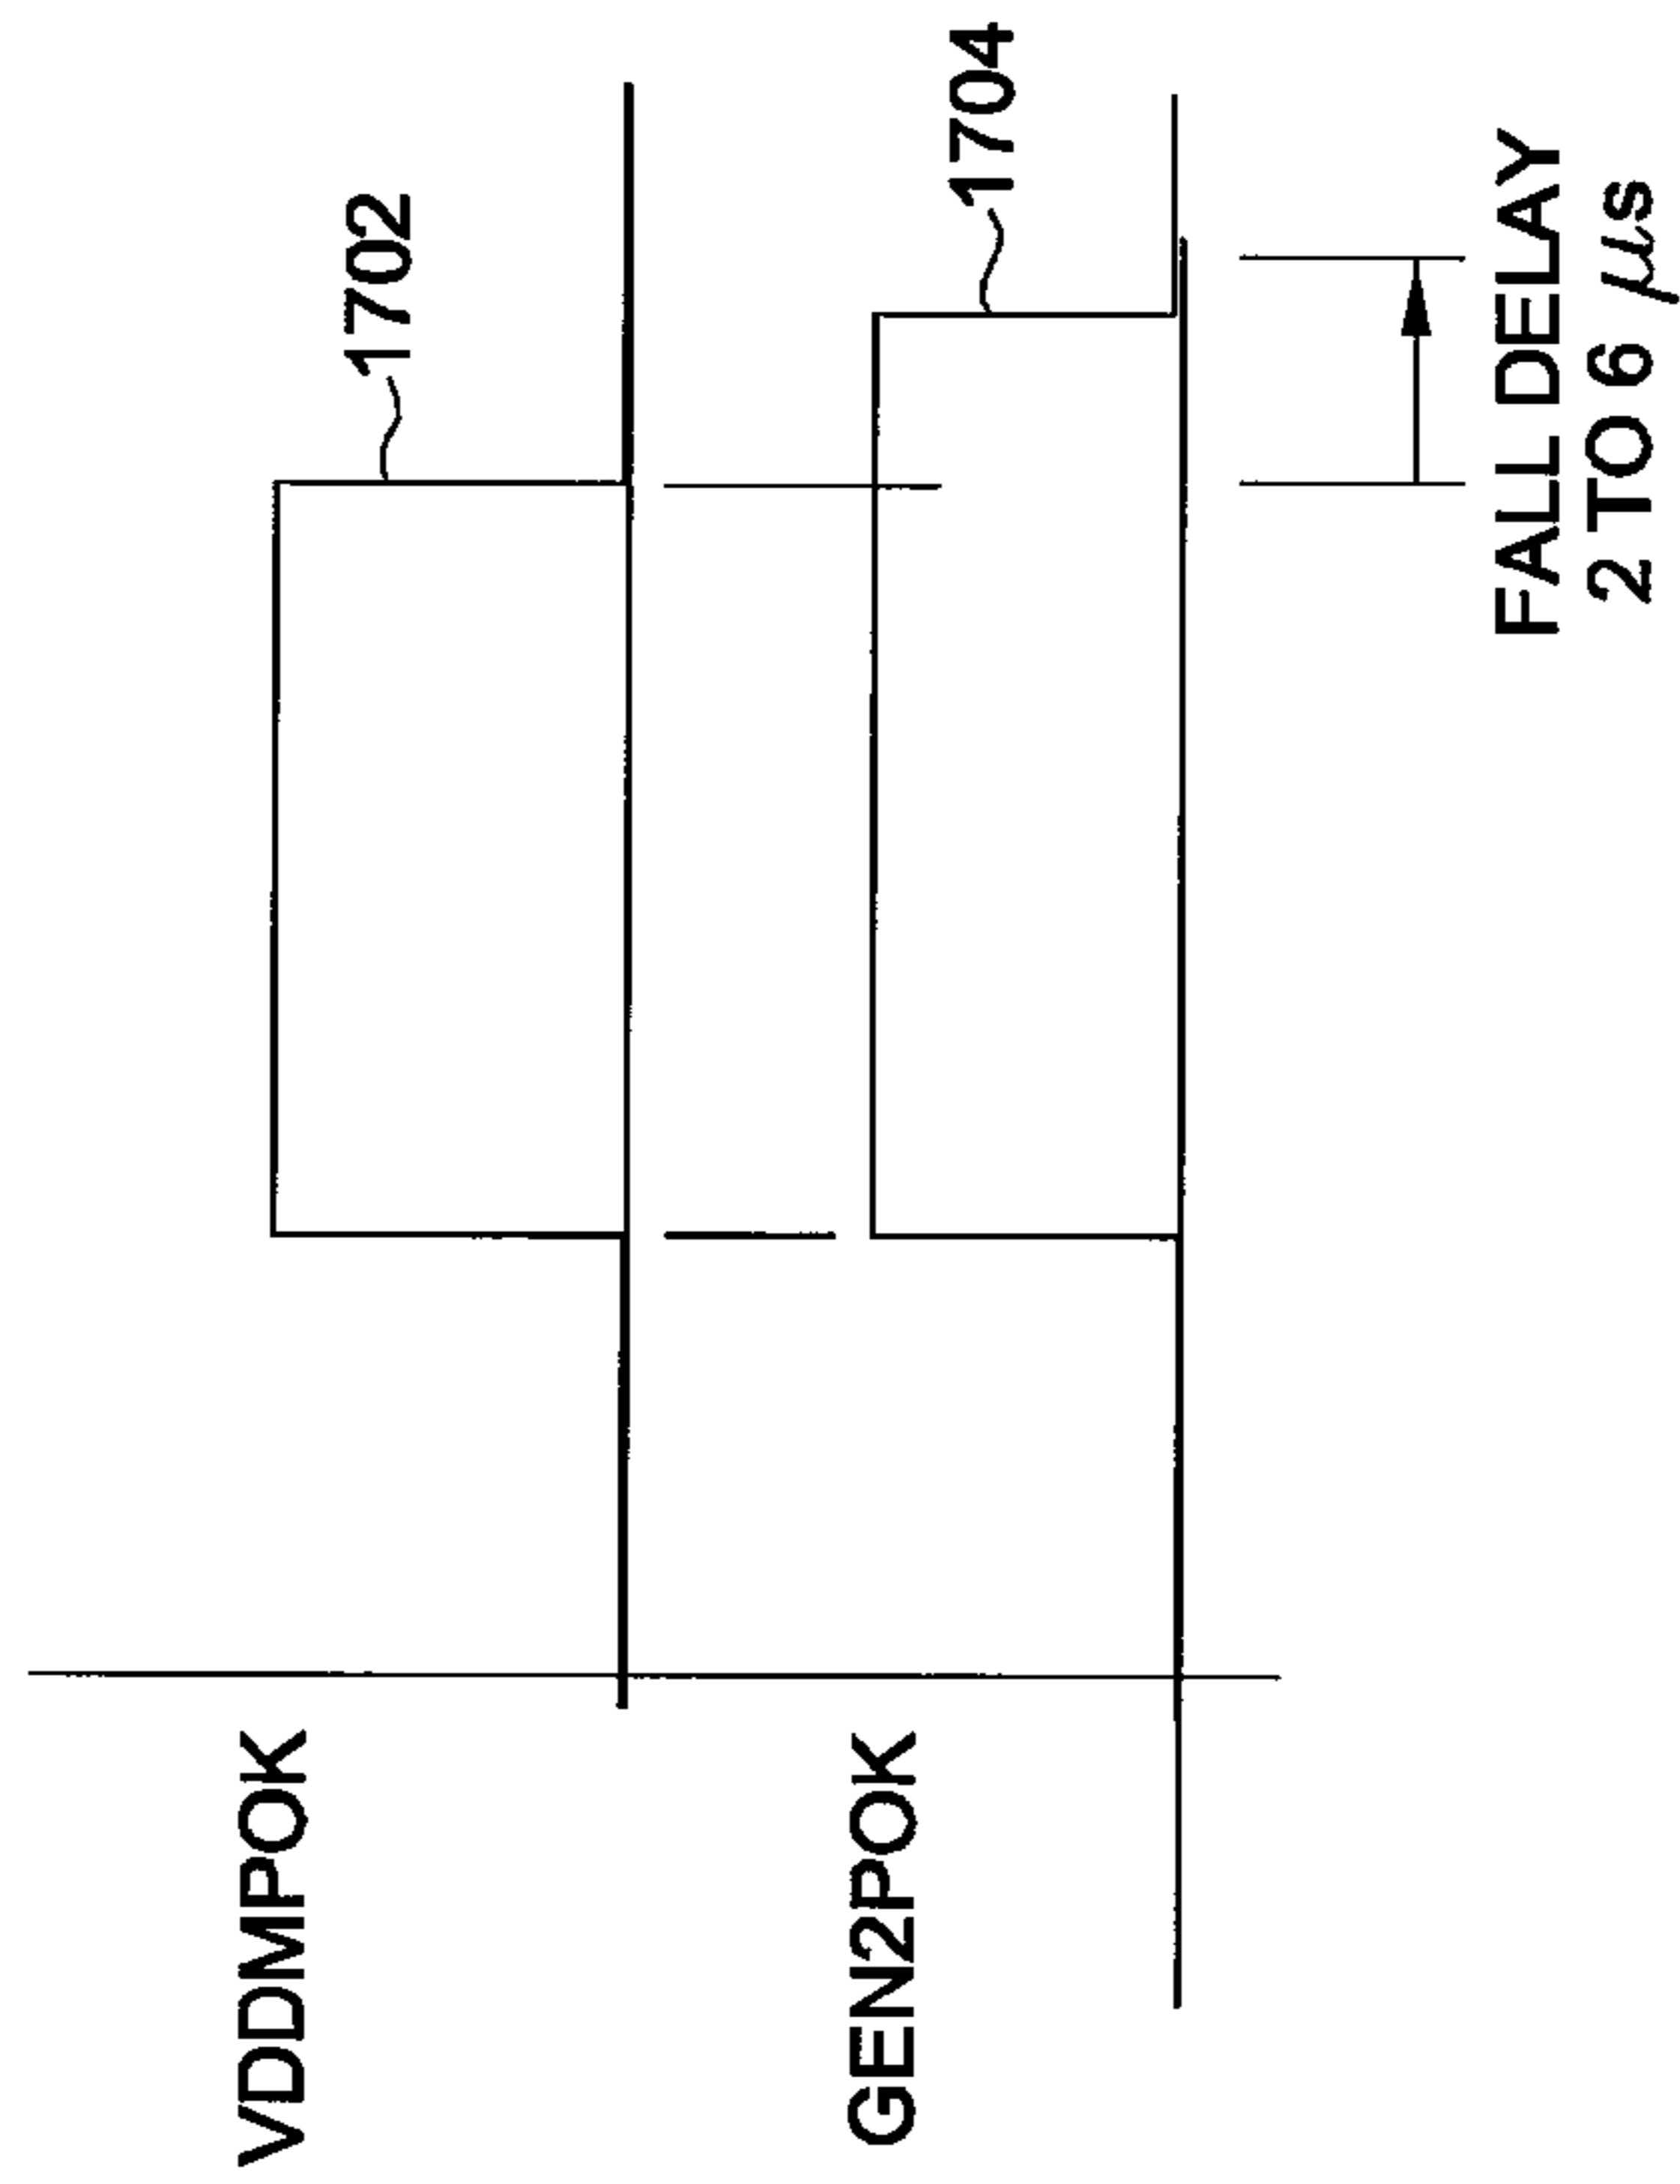 VDDMPOK
1702
GEN2POK
1704
FALL DELAY
2 TO 6 μs